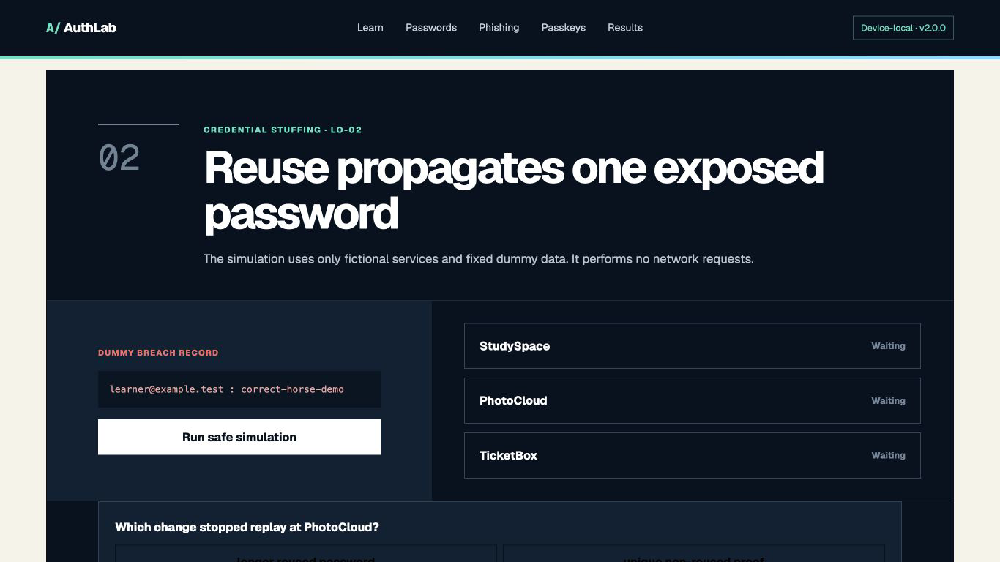 A/ AuthLab
Learn
Passwords
Phishing
Passkeys
Results
Device-local · v2.0.0
02
CREDENTIAL STUFFING · LO-02
Reuse propagates one exposed
password
The simulation uses only fictional services and fixed dummy data. It performs no network requests.
DUMMY BREACH RECORD
learner@example.test : correct-horse-demo
Run safe simulation
StudySpace
Waiting
PhotoCloud
Waiting
TicketBox
Waiting
Which change stopped replay at PhotoCloud?
longer reused password
unique non-reused proof